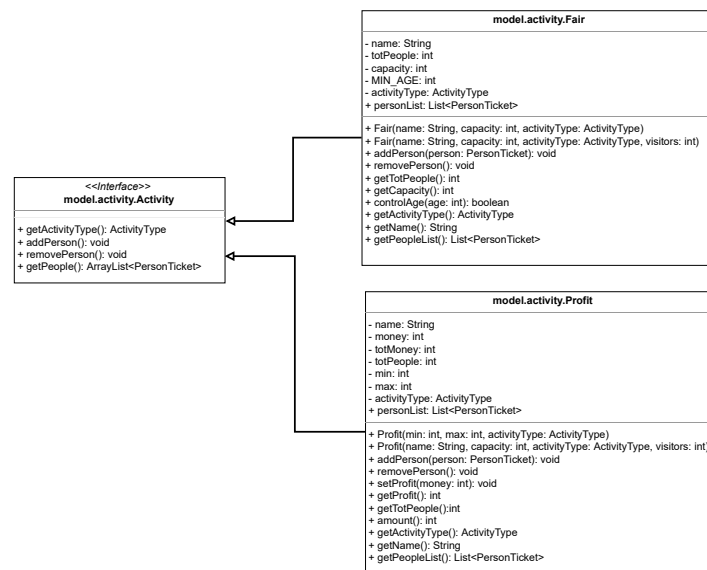 <<Interface>>
model.activity.Activity
+ getActivityType(): ActivityType
+ addPerson(): void
+ removePerson(): void
+ getPeople(): ArrayList<PersonTicket>
model.activity.Fair
- name: String
- totPeople: int
- capacity: int
- MIN_AGE: int
- activityType: ActivityType
+ personList: List<PersonTicket>
+ Fair(name: String, capacity: int, activityType: ActivityType)
+ Fair(name: String, capacity: int, activityType: ActivityType, visitors: int)
+ addPerson(person: PersonTicket): void
+ removePerson(): void
+ getTotPeople(): int
+ getCapacity(): int
+ controlAge(age: int): boolean
+ getActivityType(): ActivityType
+ getName(): String
+ getPeopleList(): List<PersonTicket>
model.activity.Profit
- name: String
- money: int
- totMoney: int
- totPeople: int
- min: int
- max: int
- activityType: ActivityType
+ personList: List<PersonTicket>
+ Profit(min: int, max: int, activityType: ActivityType)
+ Profit(name: String, capacity: int, activityType: ActivityType, visitors: int)
+ addPerson(person: PersonTicket): void
+ removePerson(): void
+ setProfit(money: int): void
+ getProfit(): int
+ getTotPeople():int
+ amount(): int
+ getActivityType(): ActivityType
+ getName(): String
+ getPeopleList(): List<PersonTicket>